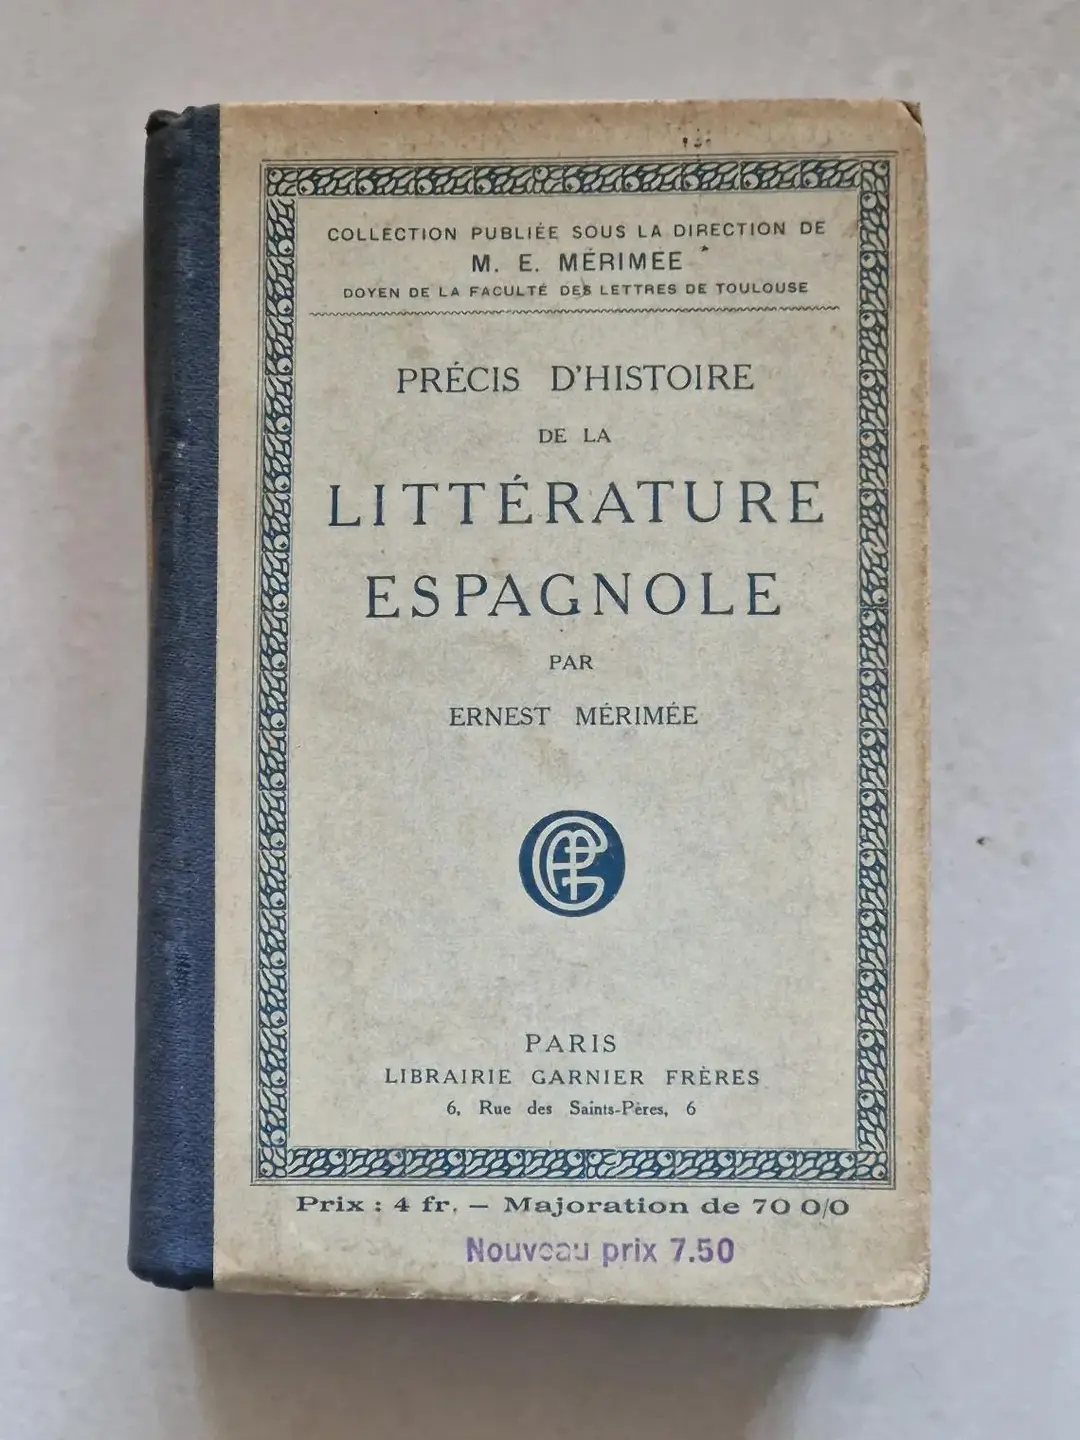 COLLECTION PUBLIÉE SOUS LA DIRECTION DE
M. E. MÉRIMÉE
DOYEN DE LA FACULTÉ DES LETTRES DE TOULOUSE
PRÉCIS D'HISTOIRE
DE LA
LITTÉRATURE
ESPAGNOLE
PAR
ERNEST MÉRIMÉE
PARIS
LIBRAIRIE GARNIER FRÈRES
6, Rue des Saints-Pères, 6
Prix : 4 fr. — Majoration de 70 0/0
Nouveau prix 7.50